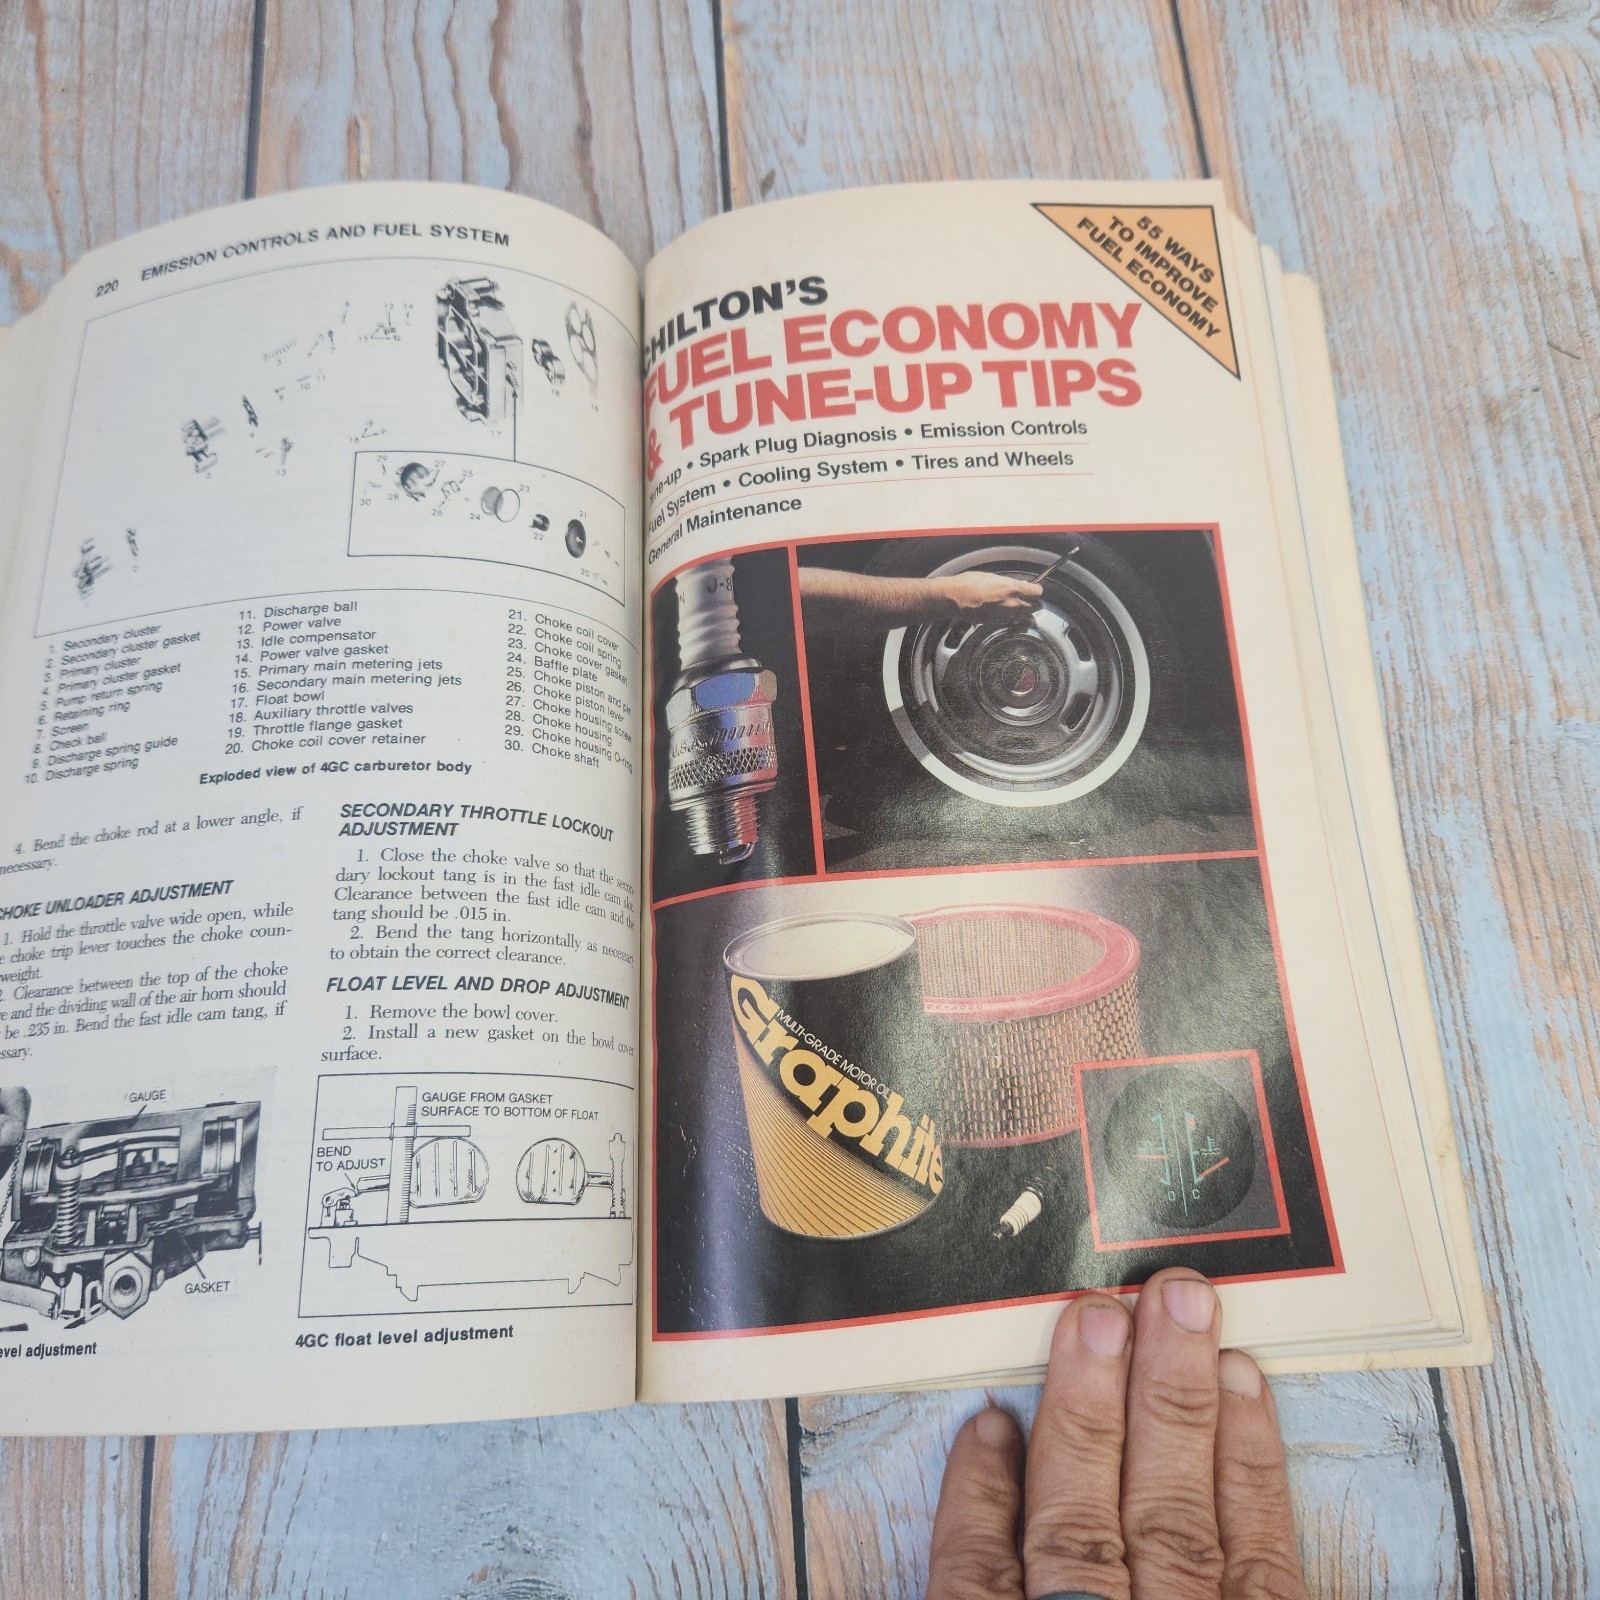 220 EMISSION CONTROLS AND FUEL SYSTEM
1. Secondary cluster
2. Secondary cluster gasket
3. Primary cluster
4. Primary cluster gasket
5. Pump return spring
6. Retaining ring
7. Screen
8. Check ball
9. Discharge spring guide
10. Discharge spring
11. Discharge ball
12. Power valve
13. Idle compensator
14. Power valve gasket
15. Primary main metering jets
16. Secondary main metering jets
17. Float bowl
18. Auxiliary throttle valves
19. Throttle flange gasket
20. Choke coil cover retainer
21. Choke coil cover
22. Choke coil spring
23. Choke cover gasket
24. Baffle plate
25. Choke piston and pin
26. Choke piston lever
27. Choke housing screw
28. Choke housing
29. Choke housing O-ring
30. Choke shaft
Exploded view of 4GC carburetor body
4. Bend the choke rod at a lower angle, if
necessary.
CHOKE UNLOADER ADJUSTMENT
1. Hold the throttle valve wide open, while
choke trip lever touches the choke coun-
weight.
2. Clearance between the top of the choke
and the dividing wall of the air horn should
be .235 in. Bend the fast idle cam tang, if
ssary.
GAUGE
GASKET
evel adjustment
SECONDARY THROTTLE LOCKOUT
ADJUSTMENT
1. Close the choke valve so that the secon-
dary lockout tang is in the fast idle cam slot.
Clearance between the fast idle cam and the
tang should be .015 in.
2. Bend the tang horizontally as necessary
to obtain the correct clearance.
FLOAT LEVEL AND DROP ADJUSTMENT
1. Remove the bowl cover.
2. Install a new gasket on the bowl cover
surface.
GAUGE FROM GASKET
SURFACE TO BOTTOM OF FLOAT
BEND
TO ADJUST
4GC float level adjustment
55 WAYS
TO IMPROVE
FUEL ECONOMY
CHILTON'S
FUEL ECONOMY
& TUNE-UP TIPS
Tune-up • Spark Plug Diagnosis • Emission Controls
Fuel System • Cooling System • Tires and Wheels
General Maintenance
J-8
MULTI-GRADE MOTOR OIL
Graphite